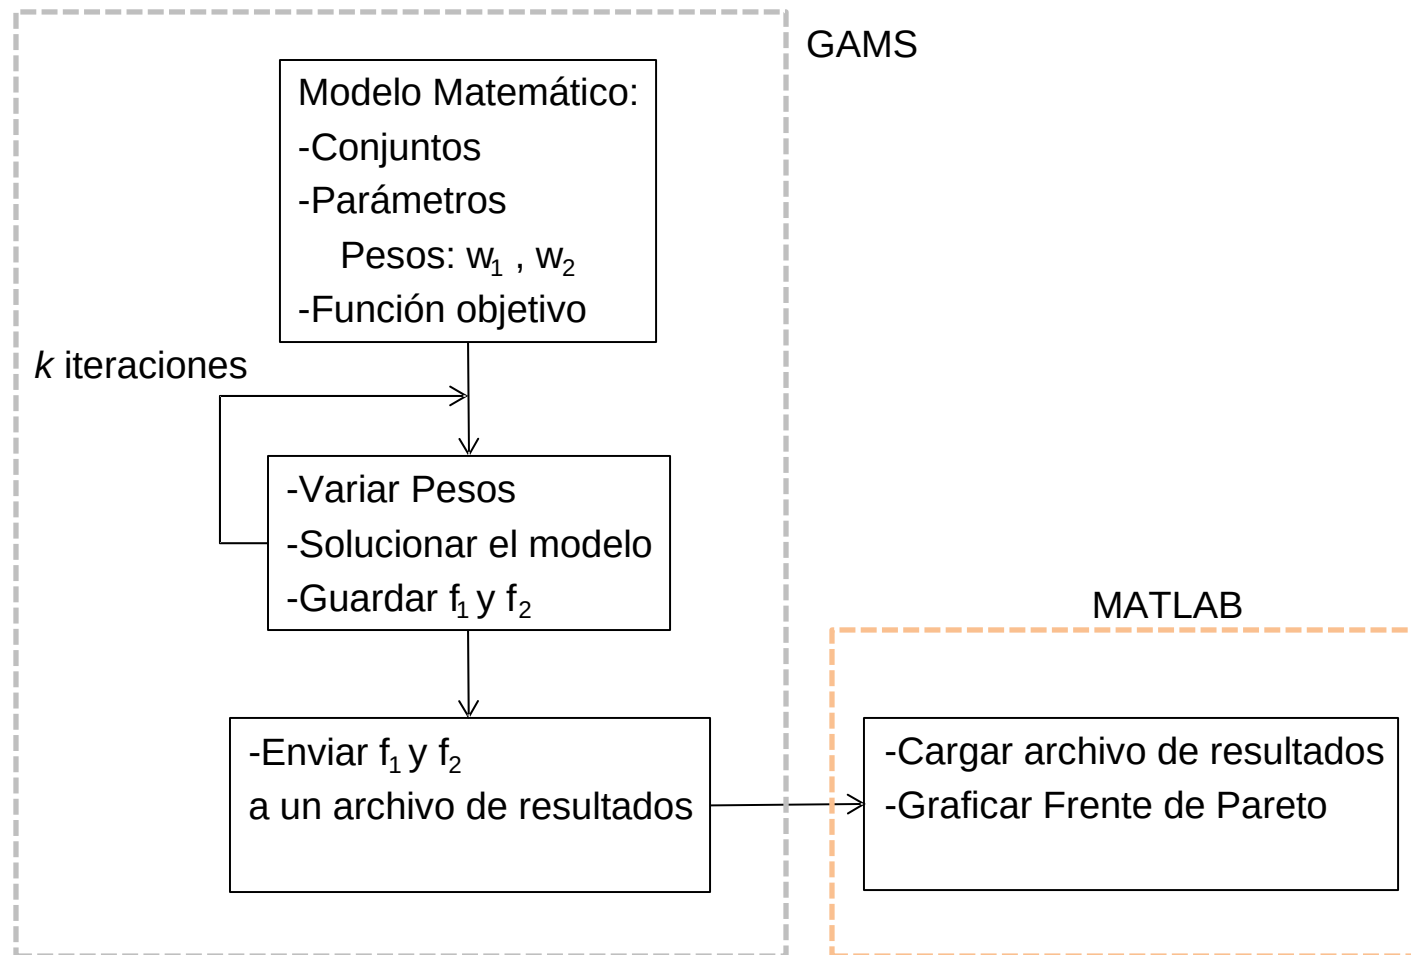 GAMS
Modelo Matemático:
-Conjuntos
-Parámetros
Pesos: w1 , w2
-Función objetivo
k iteraciones
-Variar Pesos
-Solucionar el modelo
-Guardar f1 y f2
MATLAB
-Enviar f1 y f2
a un archivo de resultados
-Cargar archivo de resultados
-Graficar Frente de Pareto